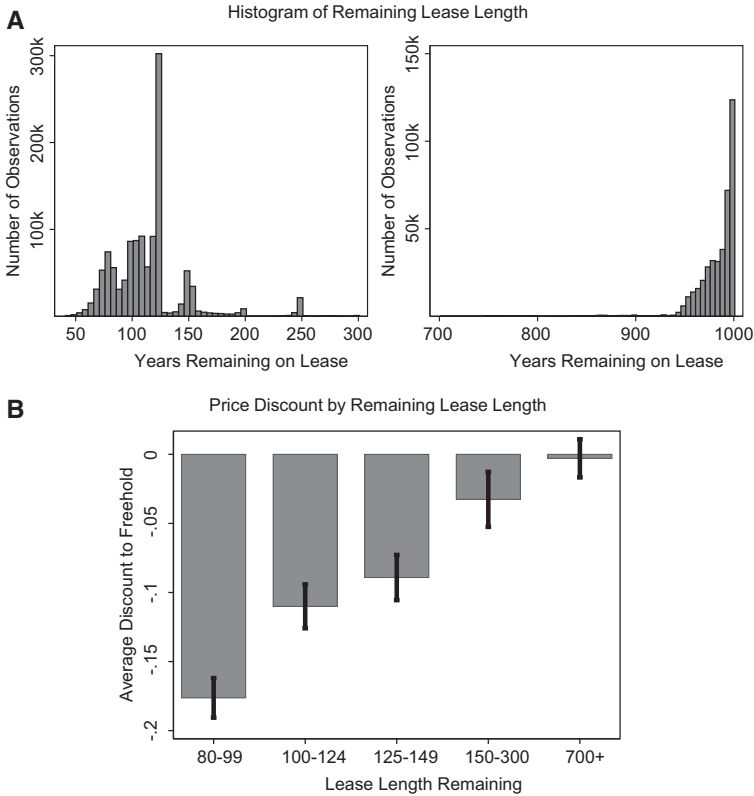 A
Histogram of Remaining Lease Length
Number of Observations
300k
200k
100k
50 100 150 200 250 300
Years Remaining on Lease
Number of Observations
150k
100k
50k
700 800 900 1000
Years Remaining on Lease
B
Price Discount by Remaining Lease Length
Average Discount to Freehold
0
-.05
-.1
-.15
-.2
80-99 100-124 125-149 150-300 700+
Lease Length Remaining